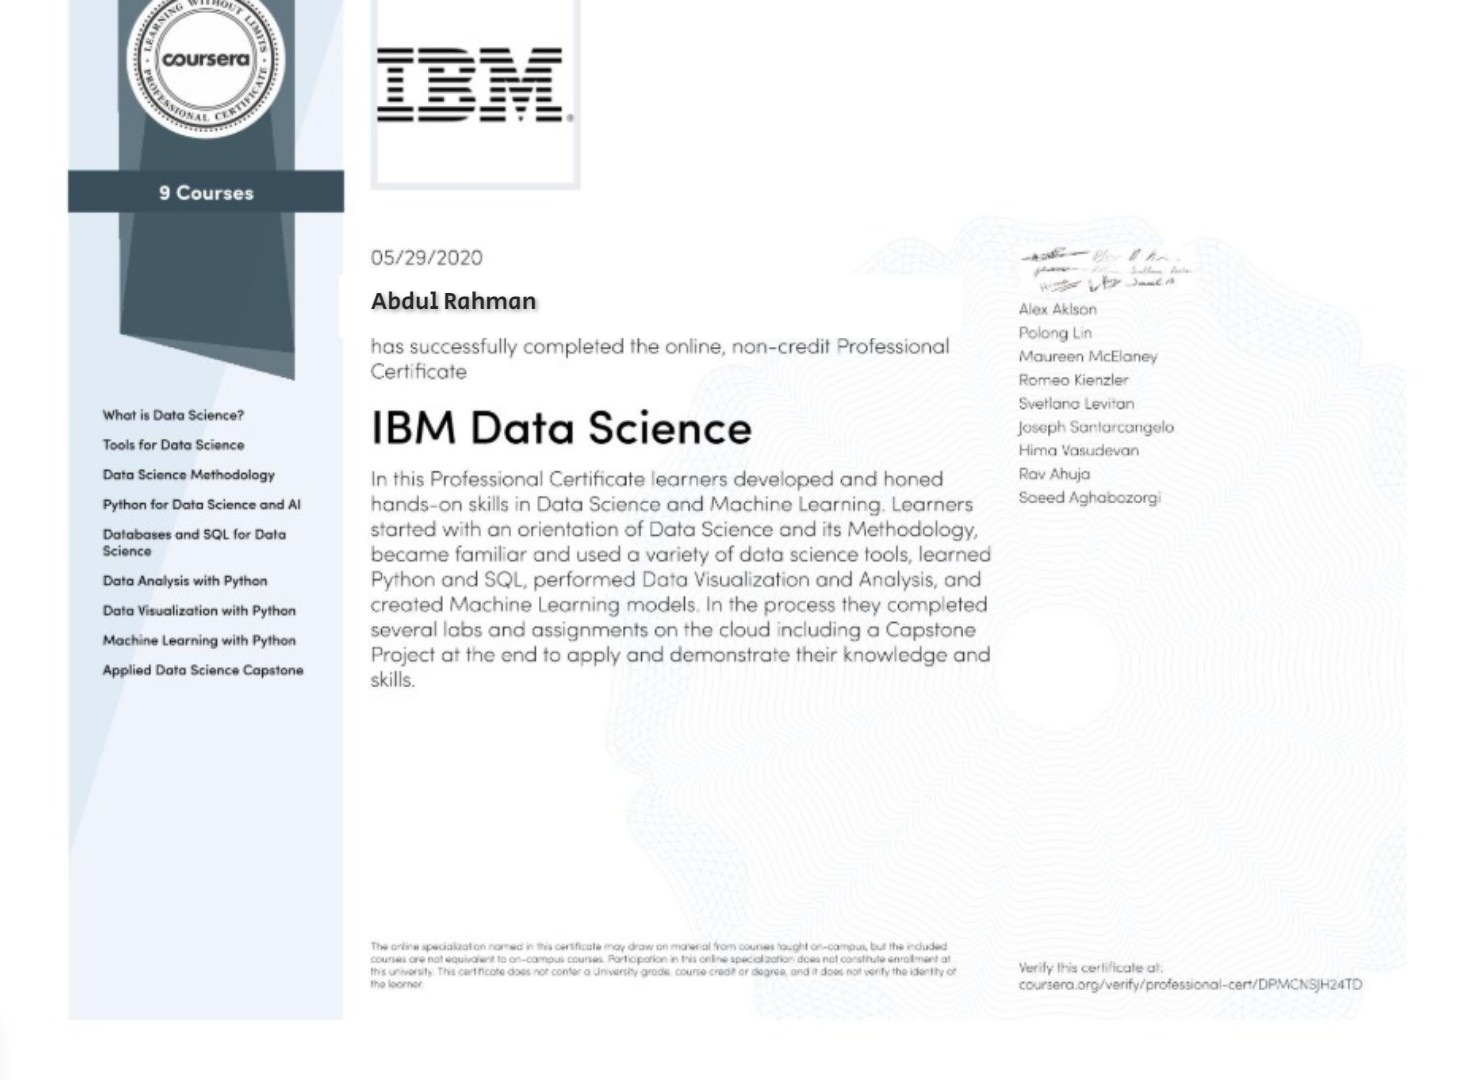 LEARNING WITHOUT LIMITS
coursera
PROFESSIONAL CERTIFICATE
IBM®
9 Courses
What is Data Science?
Tools for Data Science
Data Science Methodology
Python for Data Science and AI
Databases and SQL for Data
Science
Data Analysis with Python
Data Visualization with Python
Machine Learning with Python
Applied Data Science Capstone
05/29/2020
Abdul Rahman
has successfully completed the online, non-credit Professional
Certificate
IBM Data Science
In this Professional Certificate learners developed and honed
hands-on skills in Data Science and Machine Learning. Learners
started with an orientation of Data Science and its Methodology,
became familiar and used a variety of data science tools, learned
Python and SQL, performed Data Visualization and Analysis, and
created Machine Learning models. In the process they completed
several labs and assignments on the cloud including a Capstone
Project at the end to apply and demonstrate their knowledge and
skills.
Alex Aklson
Polong Lin
Maureen McElaney
Romeo Kienzler
Svetlana Levitan
Joseph Santarcangelo
Hima Vasudevan
Rav Ahuja
Saeed Aghabozorgi
The online specialization named in this certificate may draw on material from courses taught on-campus, but the included
courses are not equivalent to on-campus courses. Participation in this online specialization does not constitute enrollment at
this university. This certificate does not confer a University grade, course credit or degree, and it does not verify the identity of
the learner.
Verify this certificate at:
coursera.org/verify/professional-cert/DPMCNSJH24TD